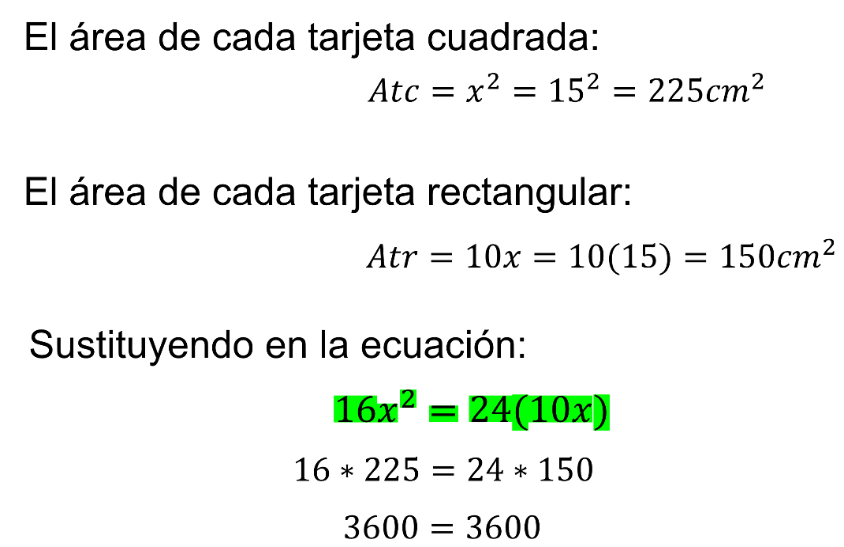 El área de cada tarjeta cuadrada:
Atc = x² = 15² = 225cm²
El área de cada tarjeta rectangular:
Atr = 10x = 10(15) = 150cm²
Sustituyendo en la ecuación:
16x² = 24(10x)
16 ∗ 225 = 24 ∗ 150
3600 = 3600